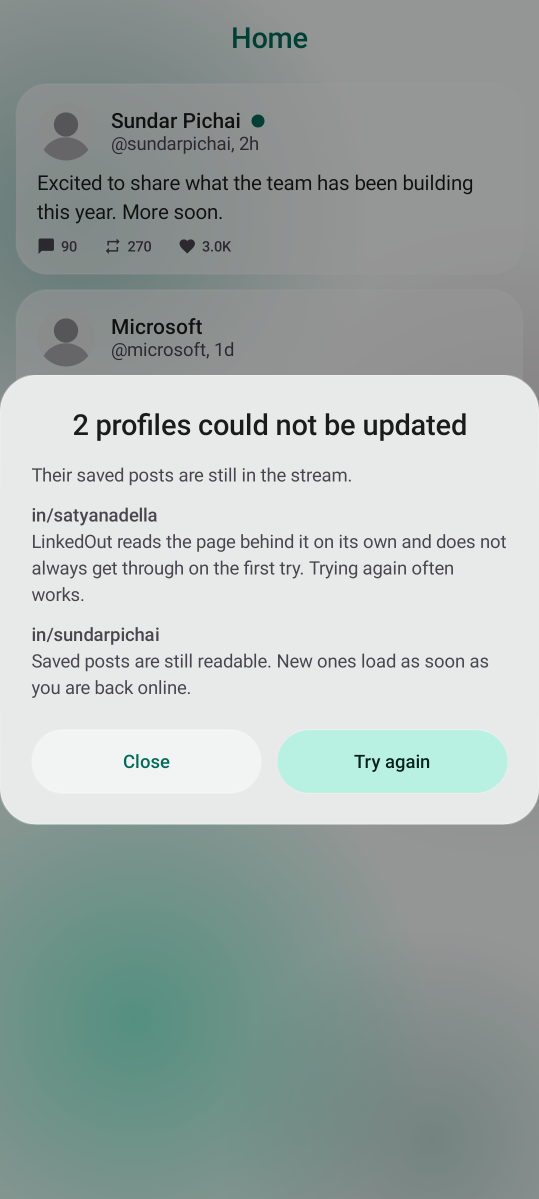 Home
Sundar Pichai
@sundarpichai, 2h
Excited to share what the team has been building
this year. More soon.
90 270 3.0K
Microsoft
@microsoft, 1d
2 profiles could not be updated
Their saved posts are still in the stream.
in/satyanadella
LinkedOut reads the page behind it on its own and does not
always get through on the first try. Trying again often
works.
in/sundarpichai
Saved posts are still readable. New ones load as soon as
you are back online.
Close Try again